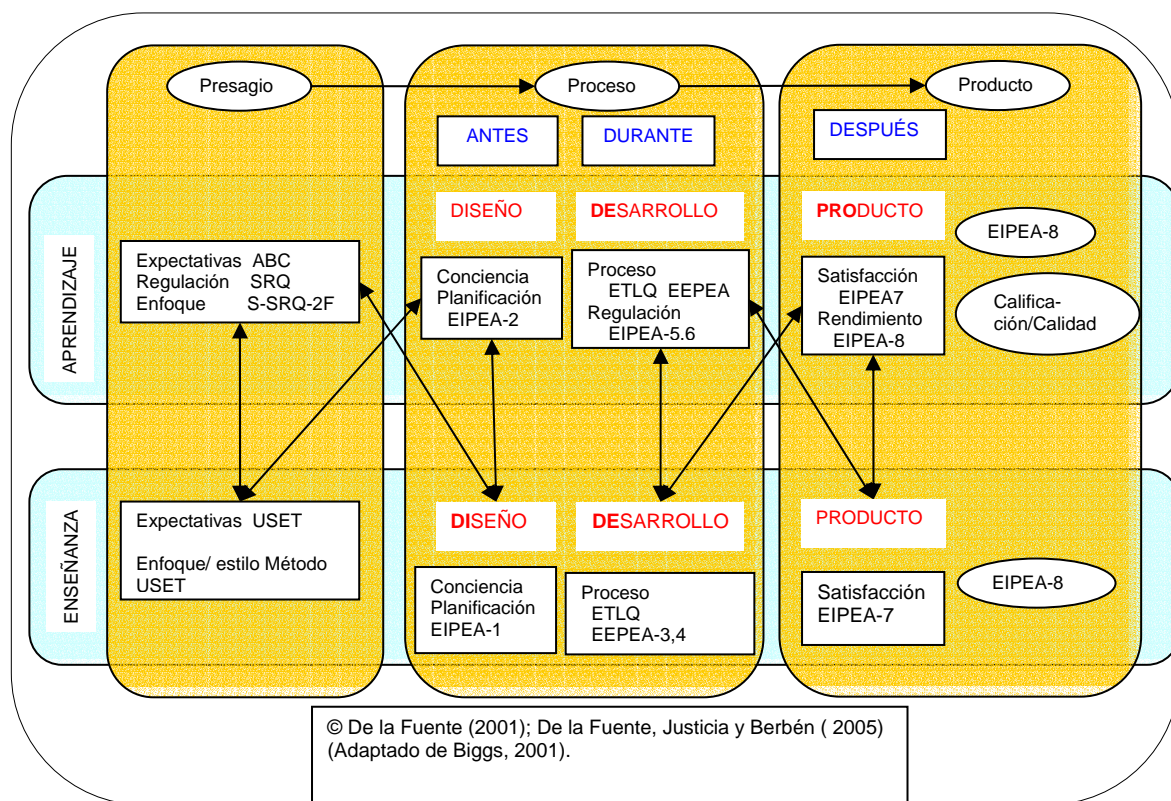 Presagio
Proceso
Producto
ANTES
DURANTE
DESPUÉS
APRENDIZAJE
DISEÑO
DESARROLLO
PRODUCTO
EIPEA-8
Expectativas ABC
Regulación SRQ
Enfoque S-SRQ-2F
Conciencia
Planificación
EIPEA-2
Proceso
ETLQ EEPEA
Regulación
EIPEA-5.6
Satisfacción
EIPEA7
Rendimiento
EIPEA-8
Califica-
ción/Calidad
ENSEÑANZA
Expectativas USET
Enfoque/ estilo Método
USET
DISEÑO
DESARROLLO
PRODUCTO
Conciencia
Planificación
EIPEA-1
Proceso
ETLQ
EEPEA-3,4
Satisfacción
EIPEA-7
EIPEA-8
© De la Fuente (2001); De la Fuente, Justicia y Berbén ( 2005)
(Adaptado de Biggs, 2001).